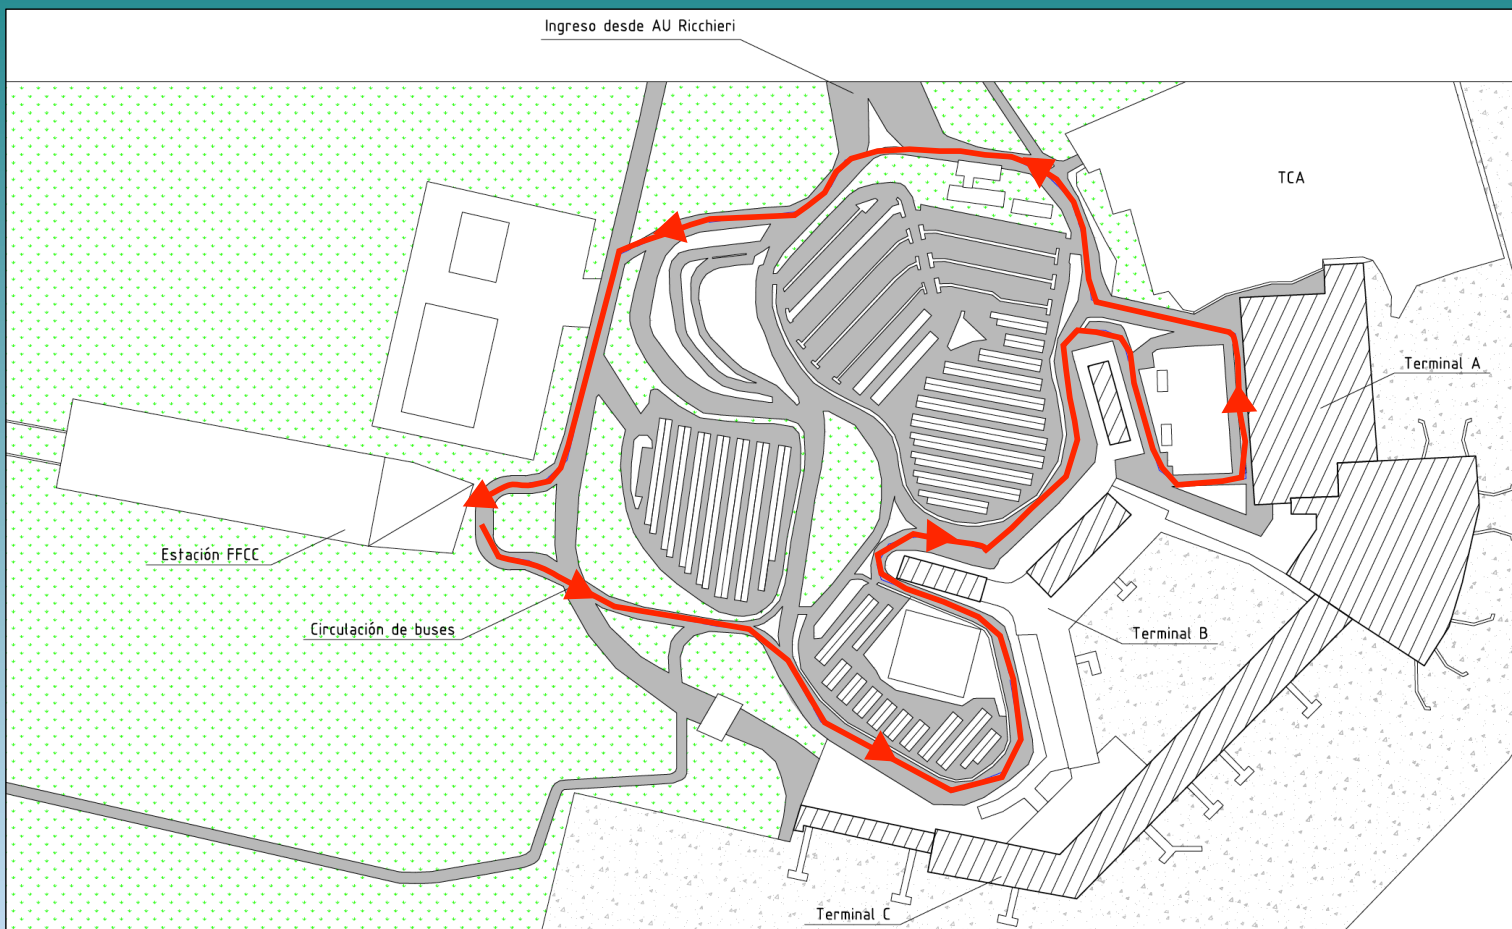 Ingreso desde AU Ricchieri
TCA
Terminal A
Estación FFCC
Circulación de buses
Terminal B
Terminal C